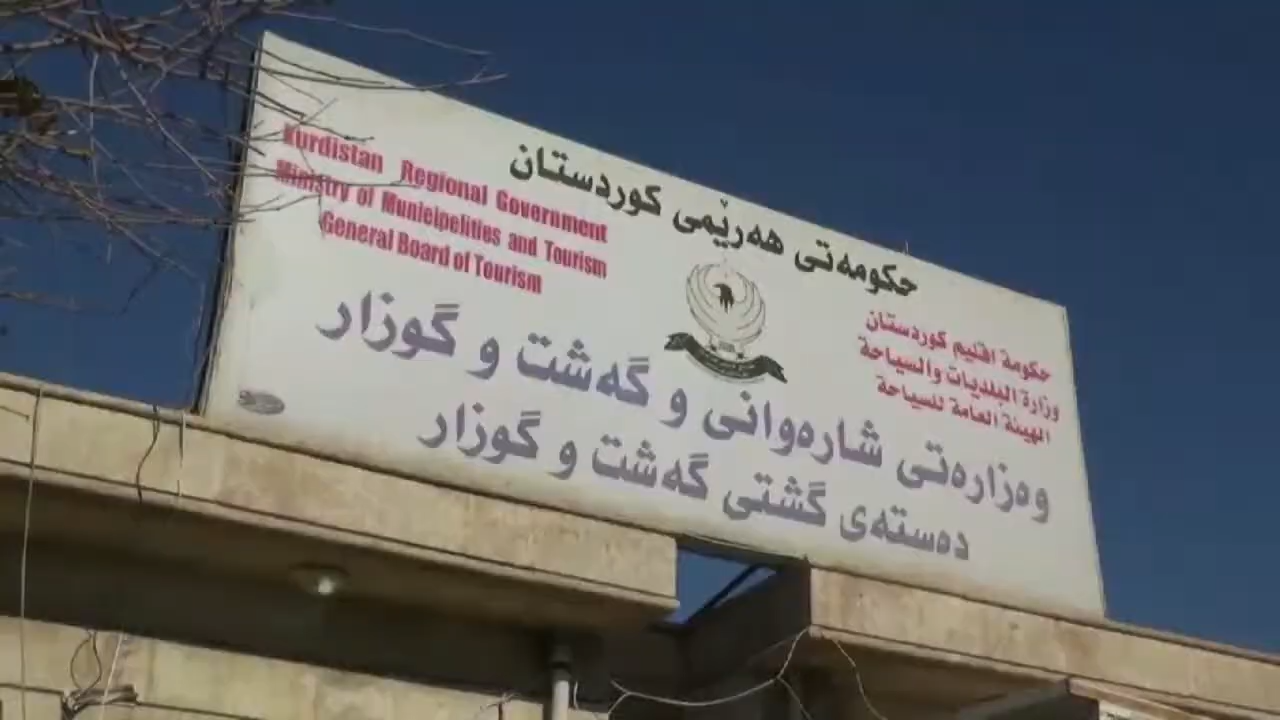 حکومەتی هەرێمی کوردستان
Kurdistan Regional Government
Ministry of Municipelities and Tourism
General Board of Tourism
حكومة اقليم كوردستان
وزارة البلديات والسياحة
الهيئة العامة للسياحة
وەزارەتی شارەوانی و گەشت و گوزار
دەستەی گشتی گەشت و گوزار